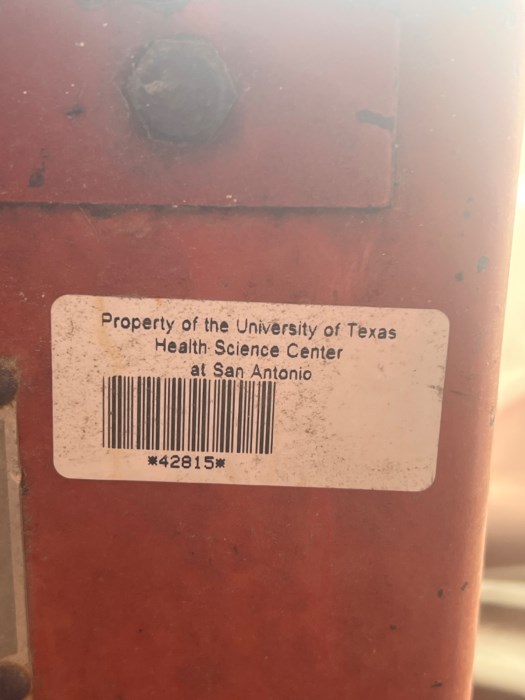 Property of the University of Texas
Health Science Center
at San Antonio
*42815*